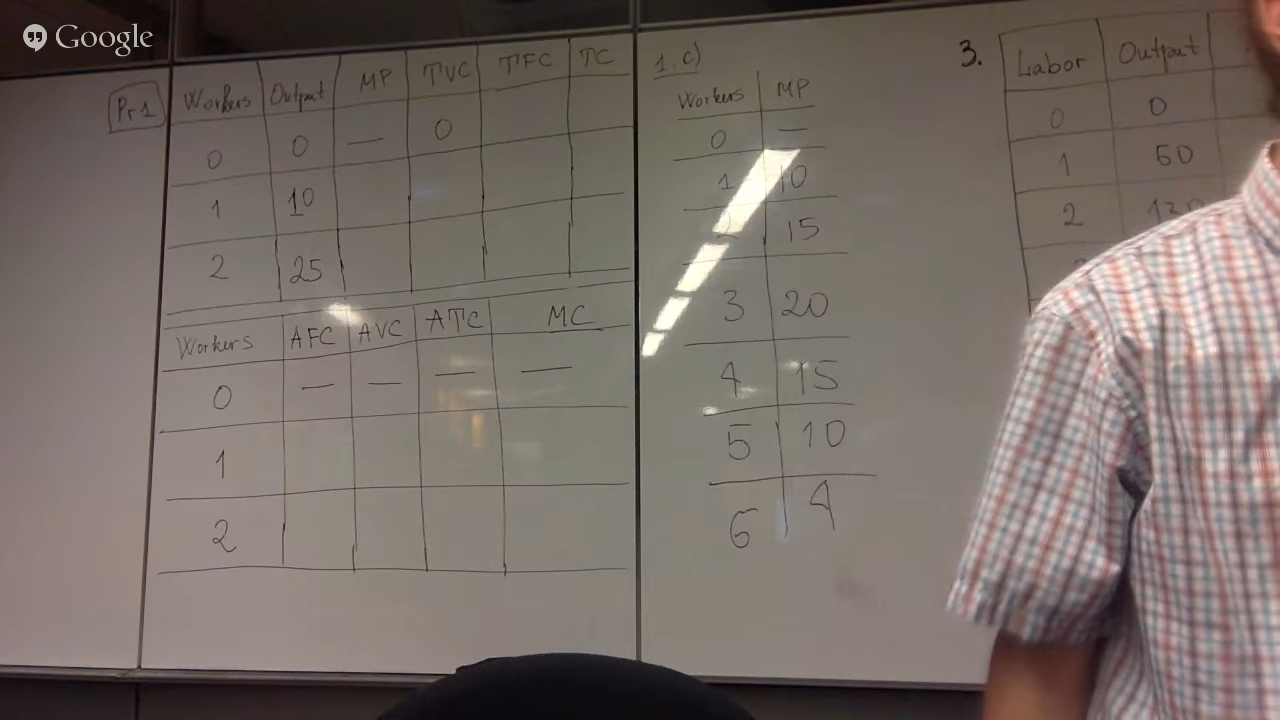 Google
Pr1
Workers Output MP TVC TFC TC
0 0 — 0
1 10
2 25
Workers AFC AVC ATC MC
0 — — — —
1
2
1. c)
Workers MP
0 —
1 10
2 15
3 20
4 15
5 10
6 4
3.
Labor Output
0 0
1 50
2